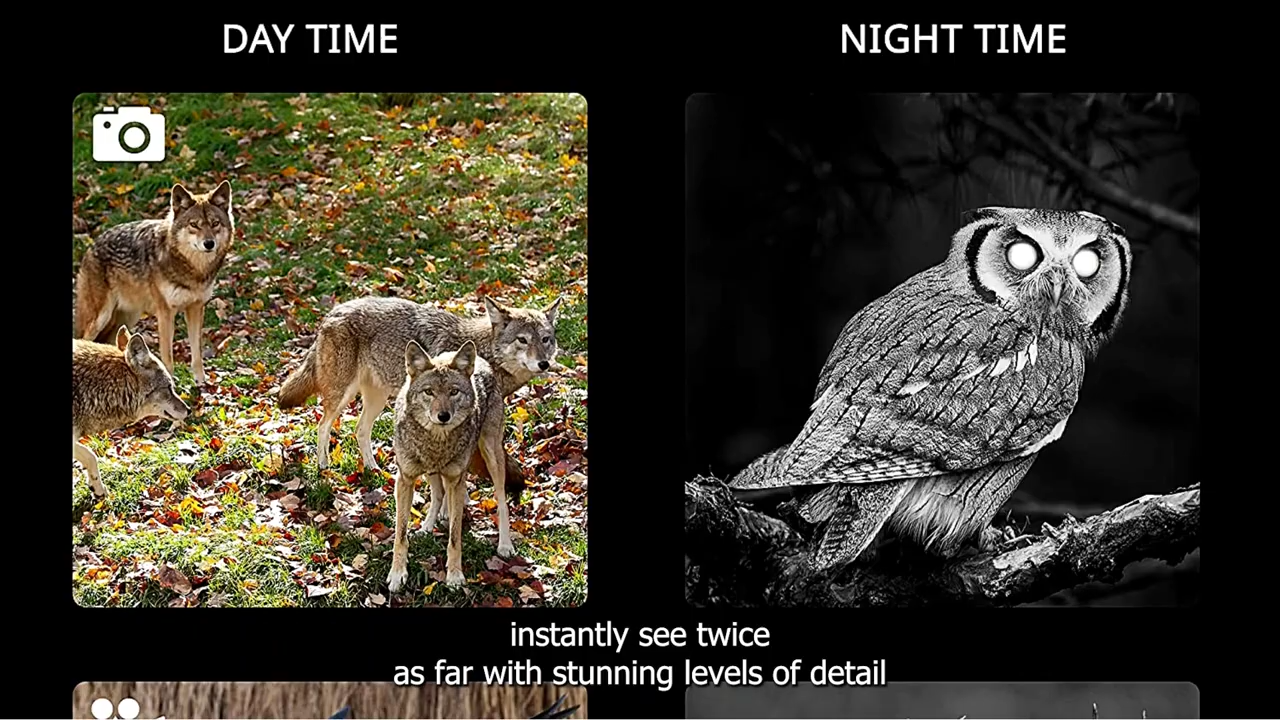 DAY TIME
NIGHT TIME
instantly see twice
as far with stunning levels of detail